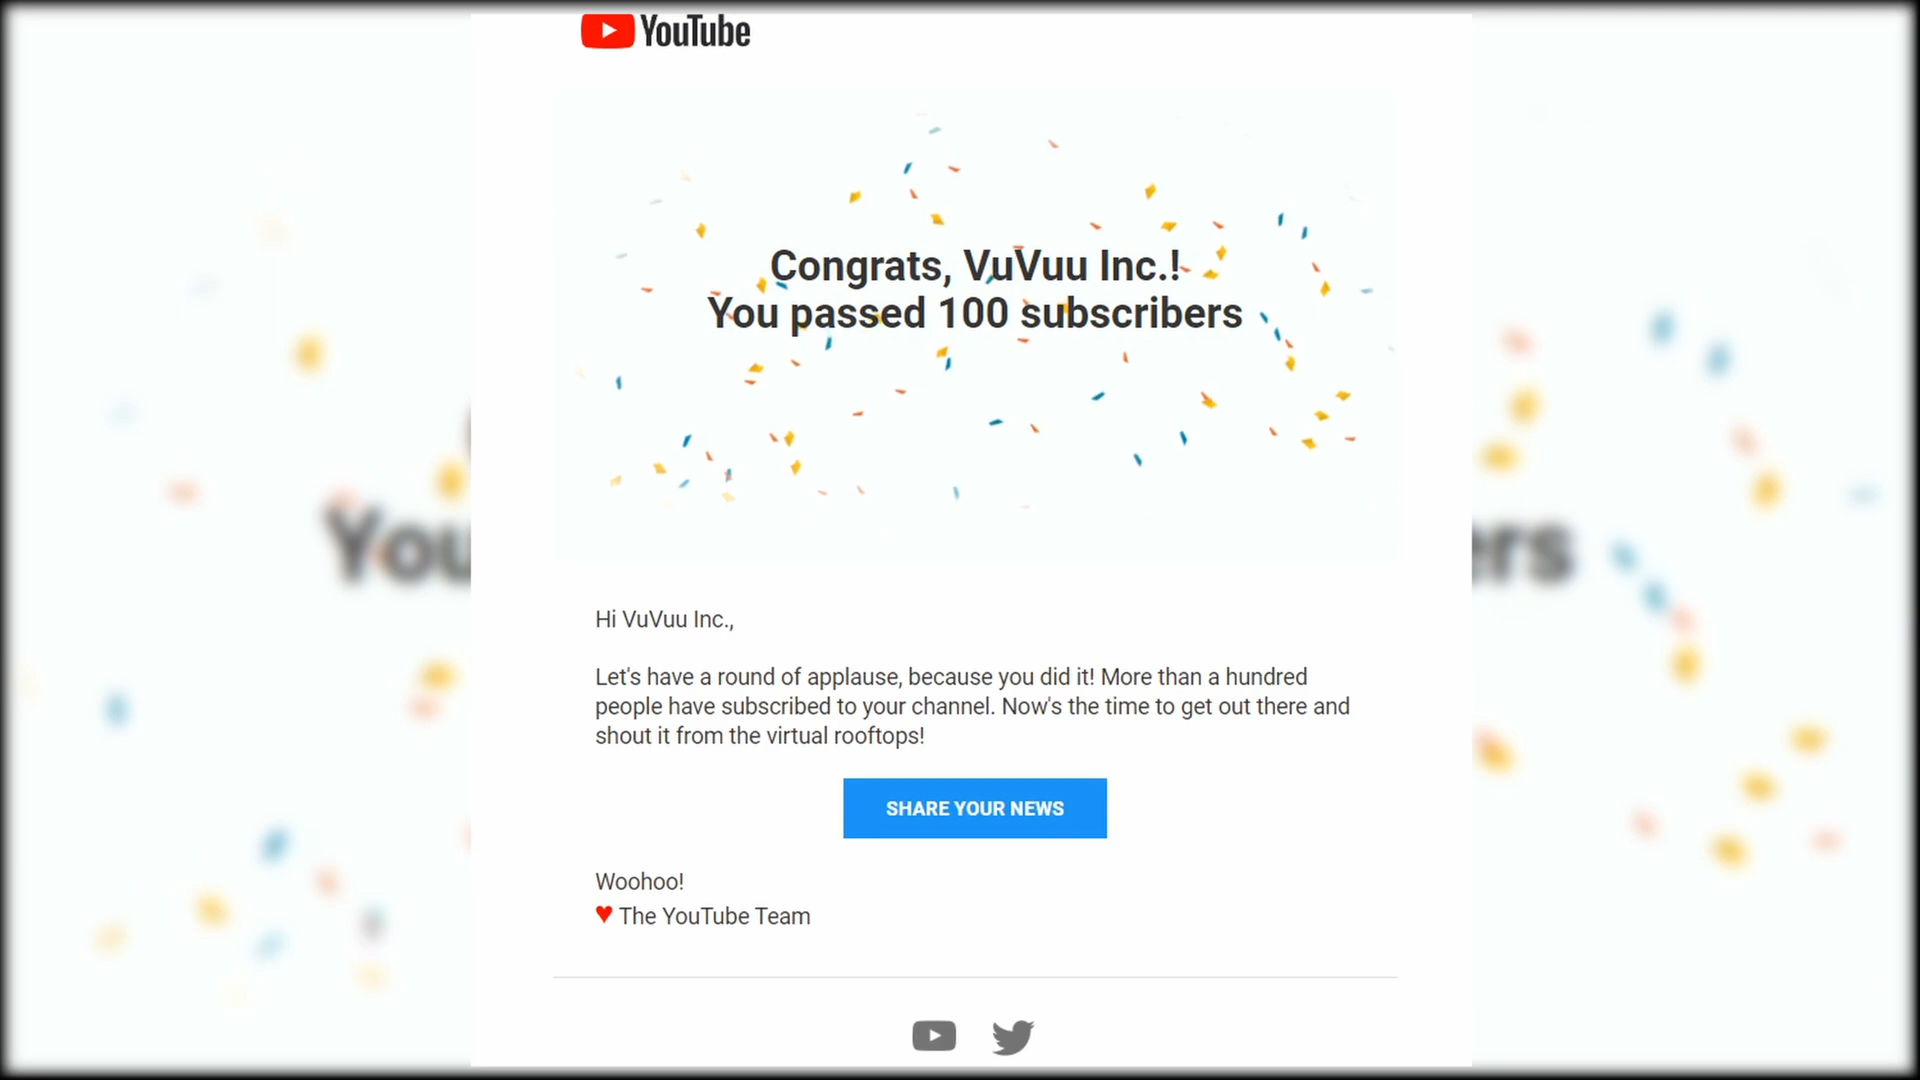 YouTube
Congrats, VuVuu Inc.!
You passed 100 subscribers
You
ers
Hi VuVuu Inc.,
Let's have a round of applause, because you did it! More than a hundred
people have subscribed to your channel. Now's the time to get out there and
shout it from the virtual rooftops!
SHARE YOUR NEWS
Woohoo!
♥ The YouTube Team